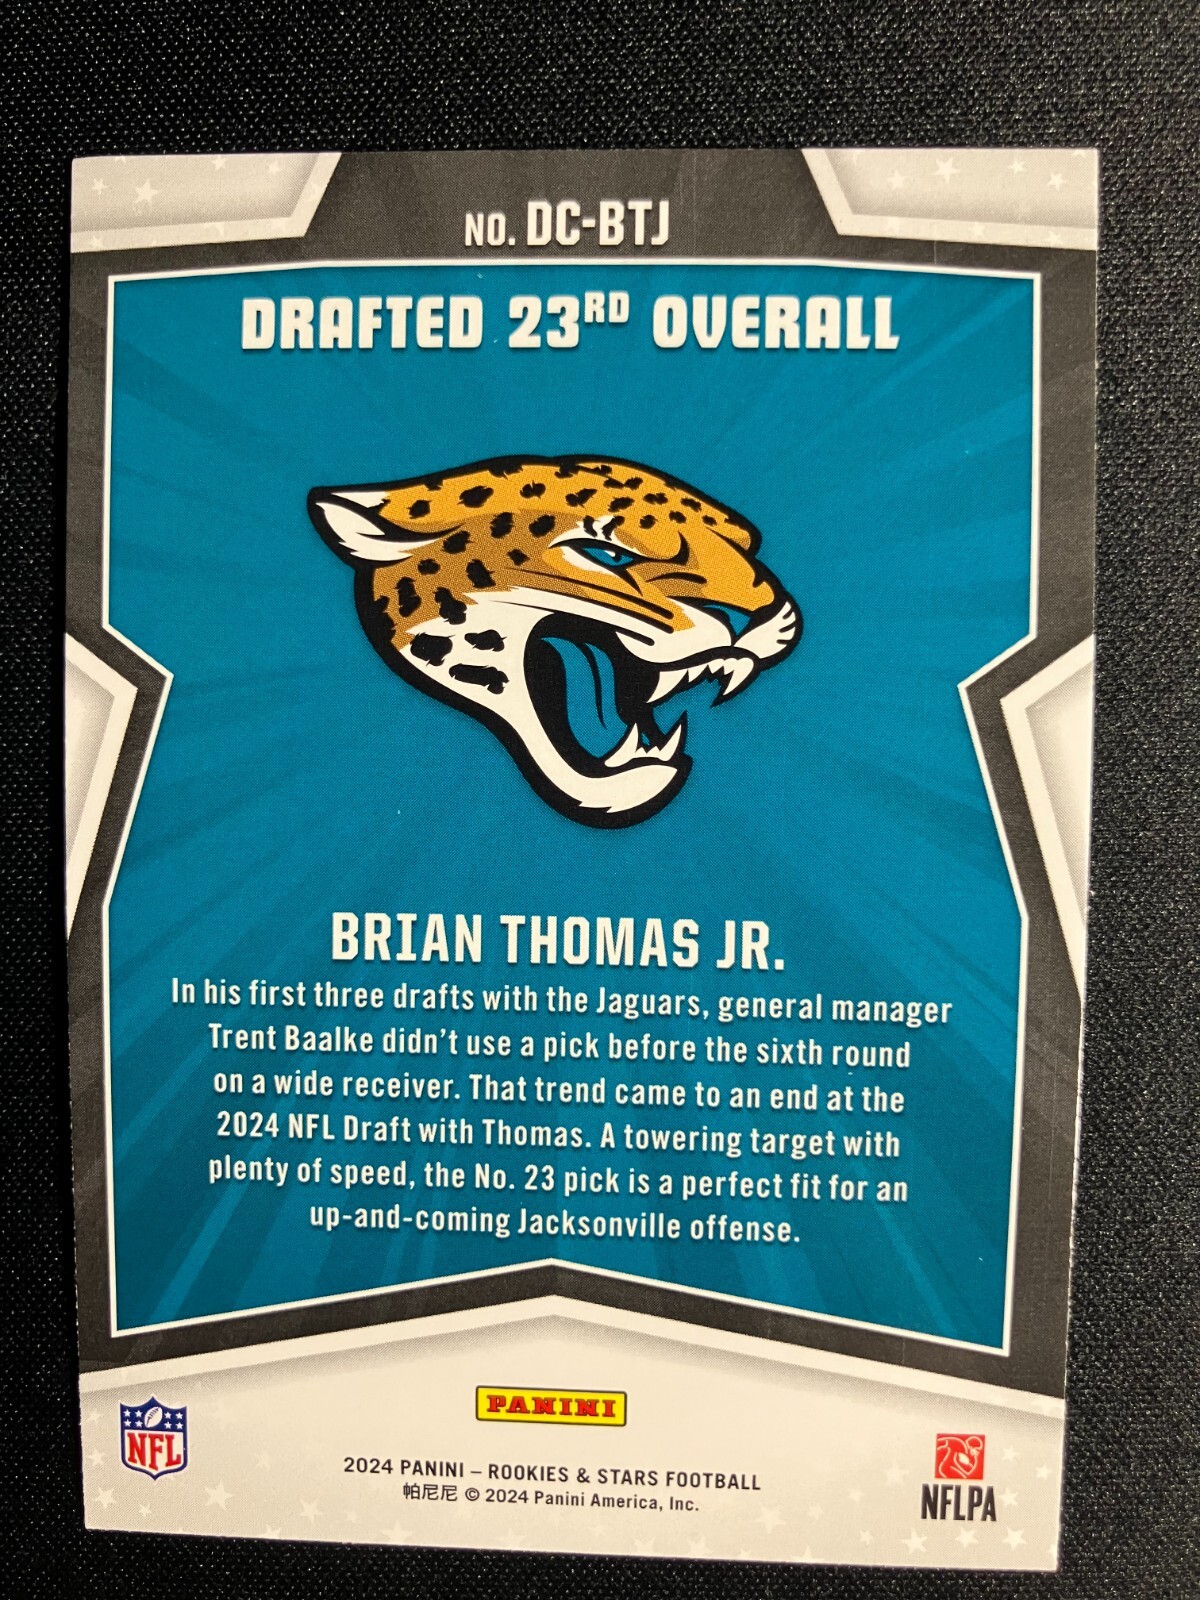 NO. DC-BTJ
DRAFTED 23RD OVERALL
BRIAN THOMAS JR.
In his first three drafts with the Jaguars, general manager
Trent Baalke didn't use a pick before the sixth round
on a wide receiver. That trend came to an end at the
2024 NFL Draft with Thomas. A towering target with
plenty of speed, the No. 23 pick is a perfect fit for an
up-and-coming Jacksonville offense.
PANINI
NFL
2024 PANINI – ROOKIES & STARS FOOTBALL
帕尼尼 © 2024 Panini America, Inc.
NFLPA